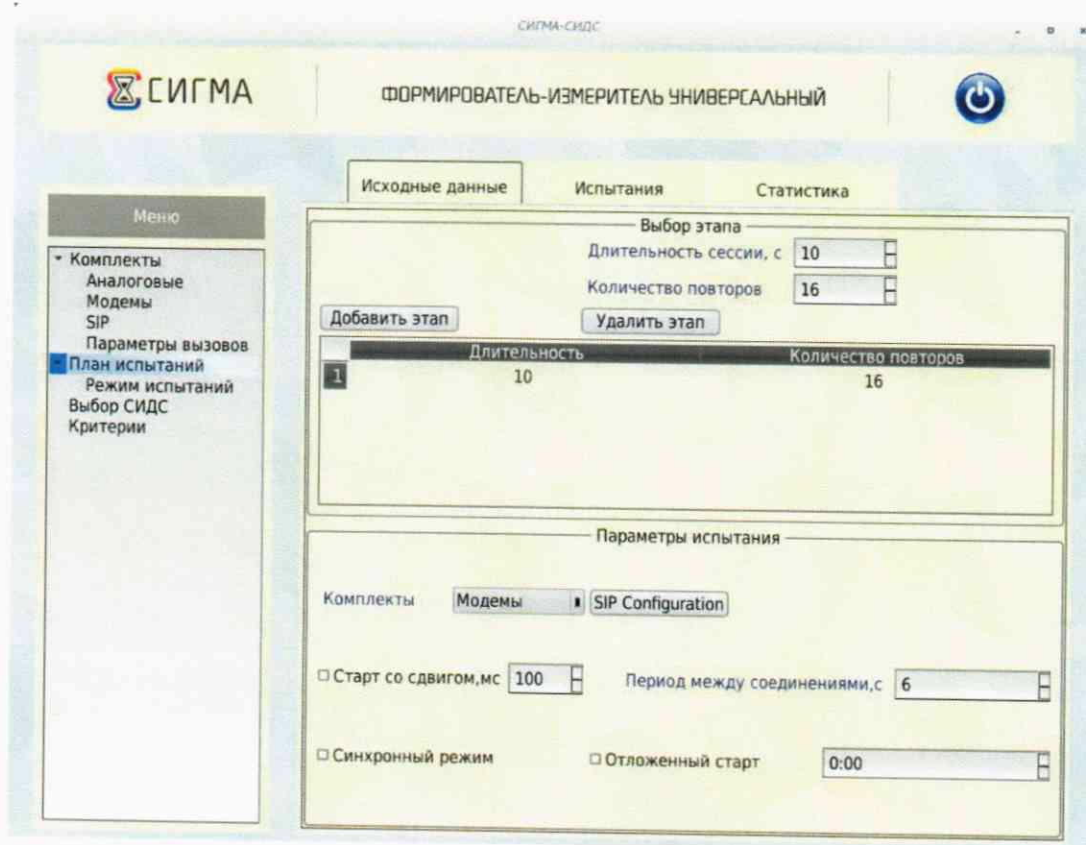 СИГМА-СИДС
СИГМА
ФОРМИРОВАТЕЛЬ-ИЗМЕРИТЕЛЬ УНИВЕРСАЛЬНЫЙ
Исходные данные Испытания Статистика
Меню
Комплекты
Аналоговые
Модемы
SIP
Параметры вызовов
План испытаний
Режим испытаний
Выбор СИДС
Критерии
Выбор этапа
Длительность сессии, с 10
Количество повторов 16
Добавить этап Удалить этап
Длительность Количество повторов
1 10 16
Параметры испытания
Комплекты Модемы SIP Configuration
Старт со сдвигом,мс 100 Период между соединениями,с 6
Синхронный режим Отложенный старт 0:00